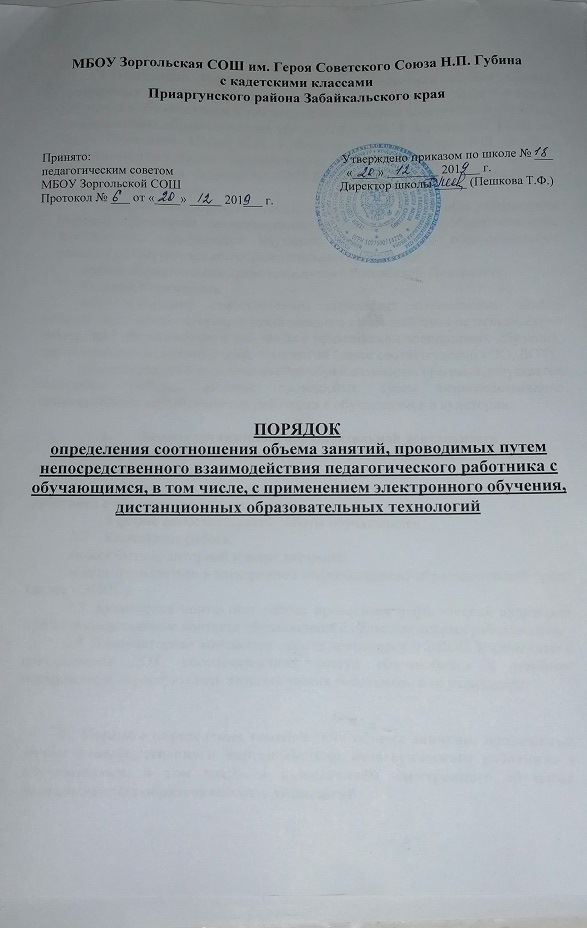 МБОУ Зоргольская СОШ им. Героя Советского Союза Н.П. Губина
с кадетскими классами
Приаргунского района Забайкальского края
Принято:
педагогическим советом
МБОУ Зоргольской СОШ
Протокол № 6 от « 20 » 12 2019 г.
Утверждено приказом по школе № 18
« 20 » 12 2019 г.
Директор школы (Пешкова Т.Ф.)
ПОРЯДОК
определения соотношения объема занятий, проводимых путем
непосредственного взаимодействия педагогического работника с
обучающимся, в том числе, с применением электронного обучения,
дистанционных образовательных технологий